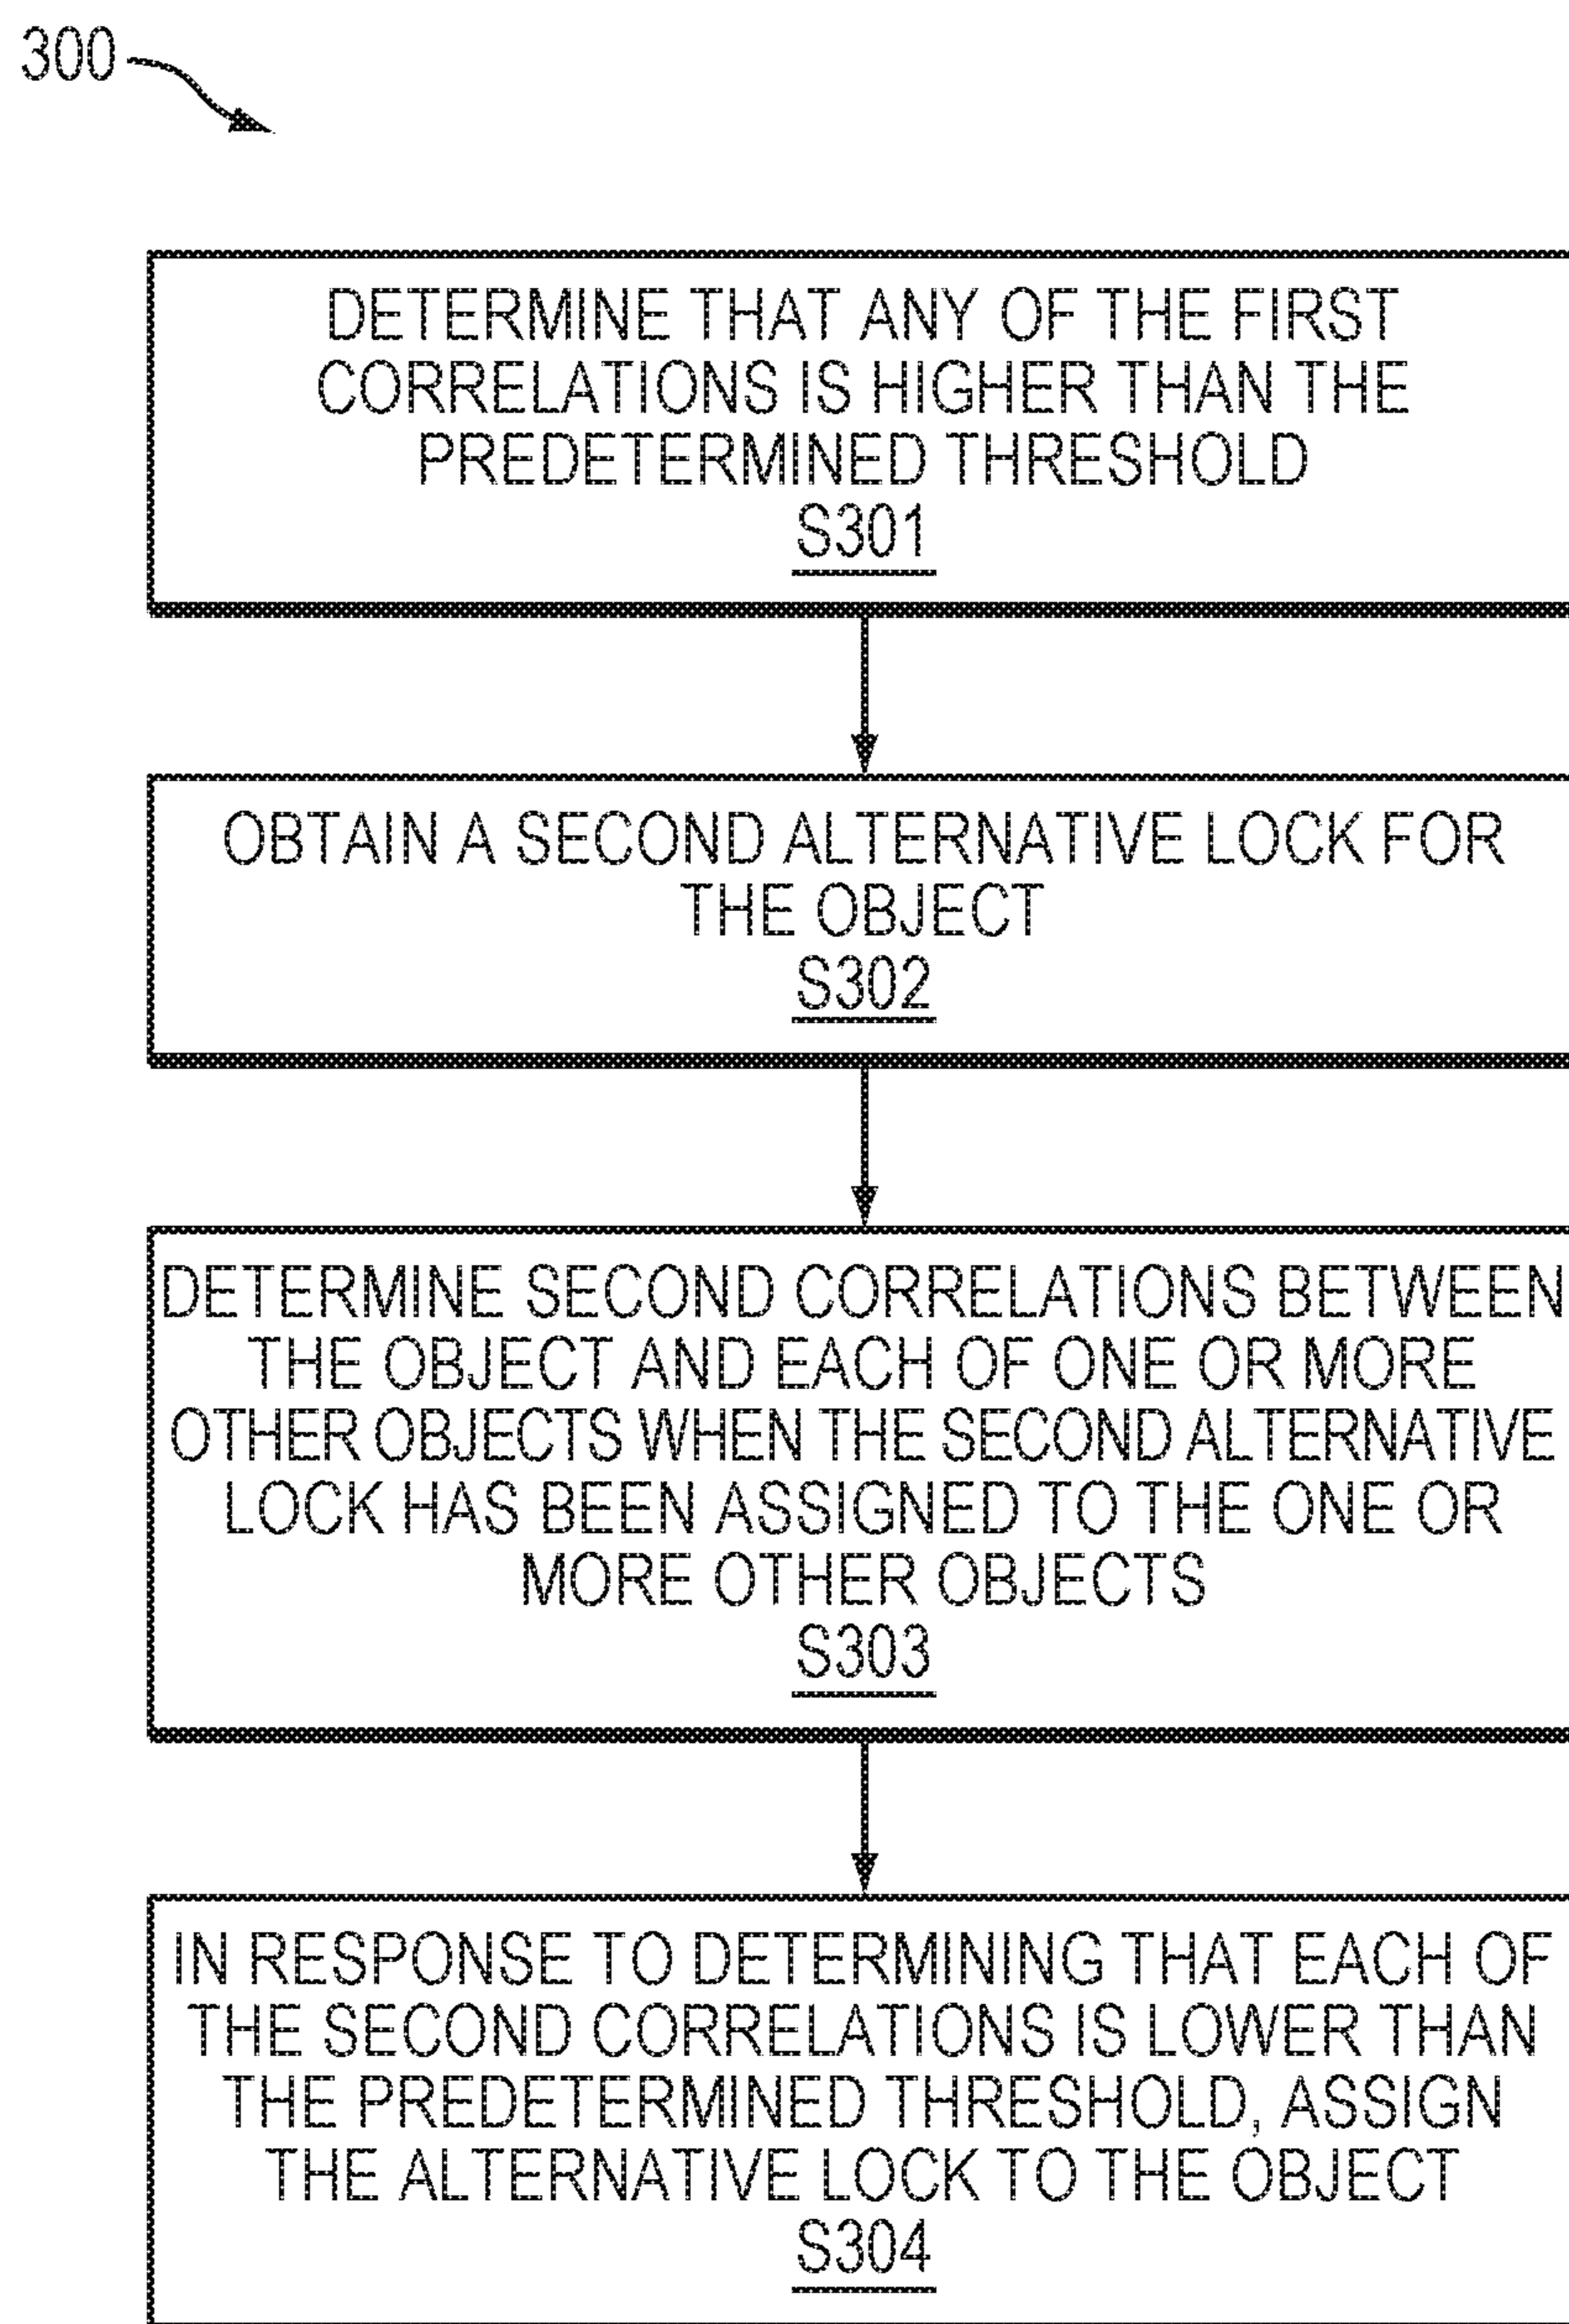 300
DETERMINE THAT ANY OF THE FIRST
CORRELATIONS IS HIGHER THAN THE
PREDETERMINED THRESHOLD
S301
OBTAIN A SECOND ALTERNATIVE LOCK FOR
THE OBJECT
S302
DETERMINE SECOND CORRELATIONS BETWEEN
THE OBJECT AND EACH OF ONE OR MORE
OTHER OBJECTS WHEN THE SECOND ALTERNATIVE
LOCK HAS BEEN ASSIGNED TO THE ONE OR
MORE OTHER OBJECTS
S303
IN RESPONSE TO DETERMINING THAT EACH OF
THE SECOND CORRELATIONS IS LOWER THAN
THE PREDETERMINED THRESHOLD, ASSIGN
THE ALTERNATIVE LOCK TO THE OBJECT
S304